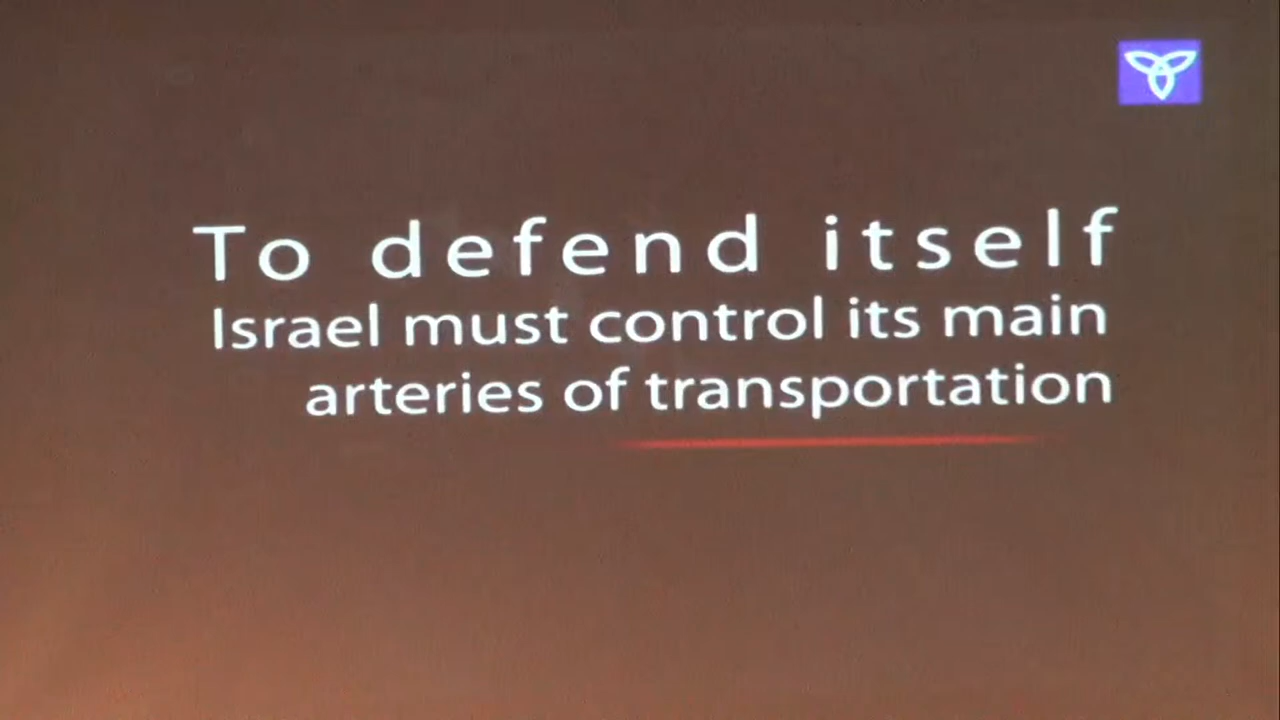 To defend itself
Israel must control its main
arteries of transportation